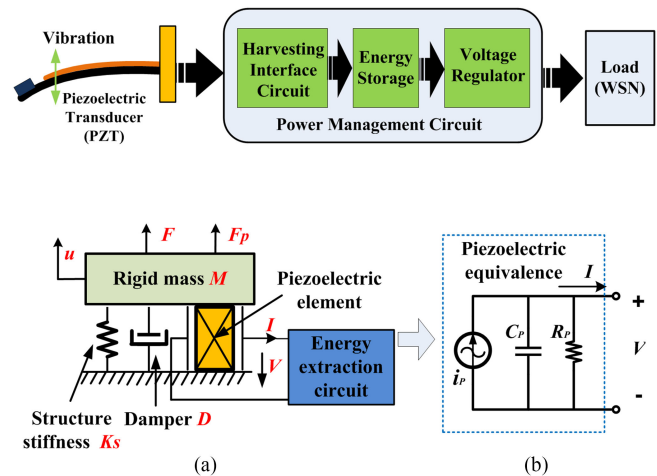 Vibration
Piezoelectric
Transducer
(PZT)
Harvesting
Interface
Circuit
Energy
Storage
Voltage
Regulator
Power Management Circuit
Load
(WSN)
u
F
Fp
Rigid mass M
Piezoelectric
element
I
V
Energy
extraction
circuit
Structure
stiffness Ks
Damper D
(a)
Piezoelectric
equivalence
I
iP
CP
RP
+
V
-
(b)